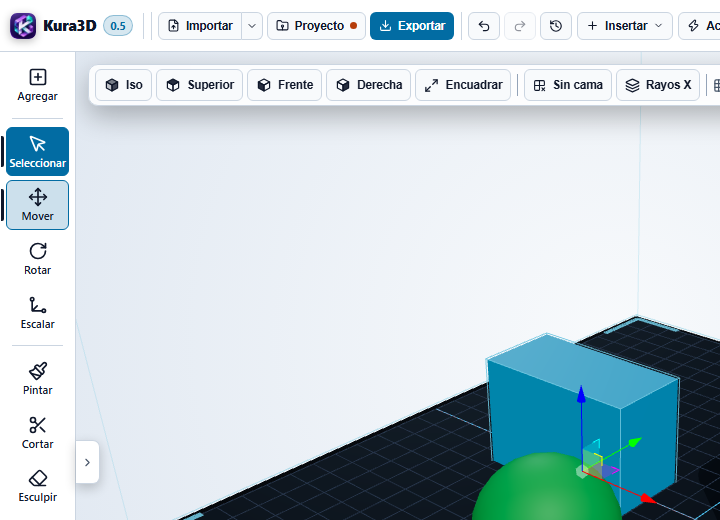 Kura3D 0.5 Importar Proyecto Exportar Insertar Ac
Iso Superior Frente Derecha Encuadrar Sin cama Rayos X
Agregar
Seleccionar
Mover
Rotar
Escalar
Pintar
Cortar
Esculpir